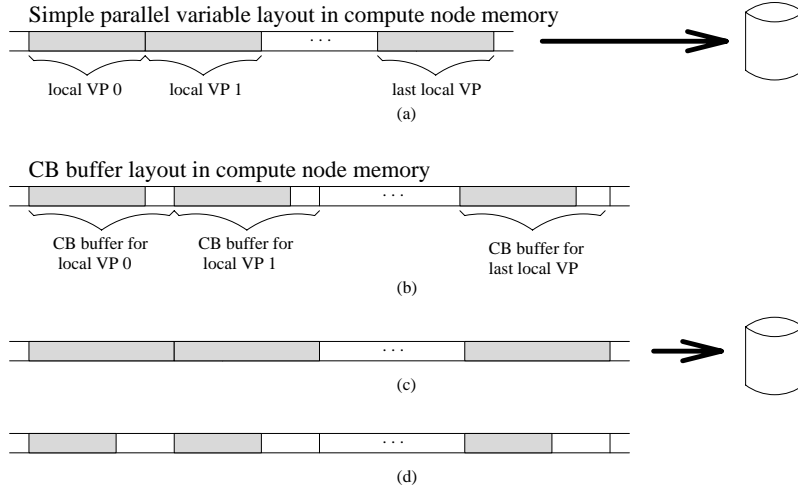 Simple parallel variable layout in compute node memory
. . .
local VP 0 local VP 1 last local VP
(a)
CB buffer layout in compute node memory
. . .
CB buffer for CB buffer for CB buffer for
local VP 0 local VP 1 last local VP
(b)
. . .
(c)
. . .
(d)